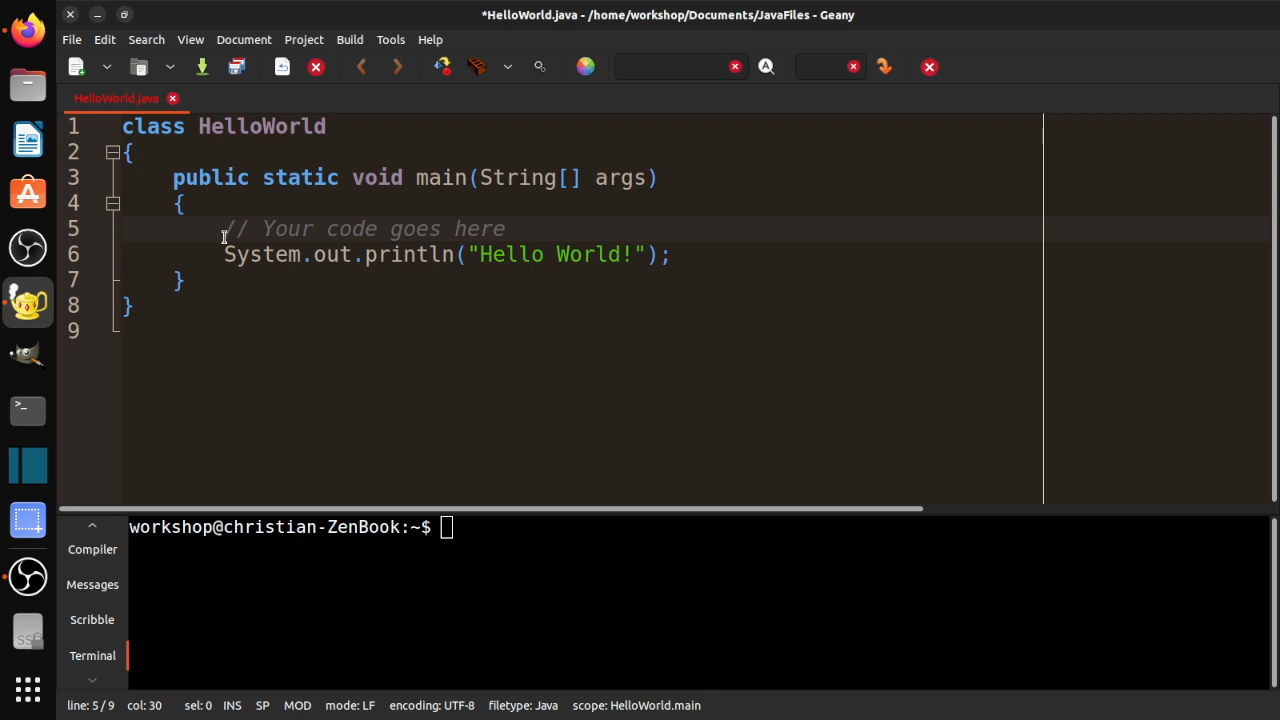 *HelloWorld.java - /home/workshop/Documents/JavaFiles - Geany
File Edit Search View Document Project Build Tools Help
HelloWorld.java
1 class HelloWorld
2 {
3 public static void main(String[] args)
4 {
5 // Your code goes here
6 System.out.println("Hello World!");
7 }
8 }
9
workshop@christian-ZenBook:~$
Compiler
Messages
Scribble
Terminal
>_
SSD
line: 5 / 9 col: 30 sel: 0 INS SP MOD mode: LF encoding: UTF-8 filetype: Java scope: HelloWorld.main